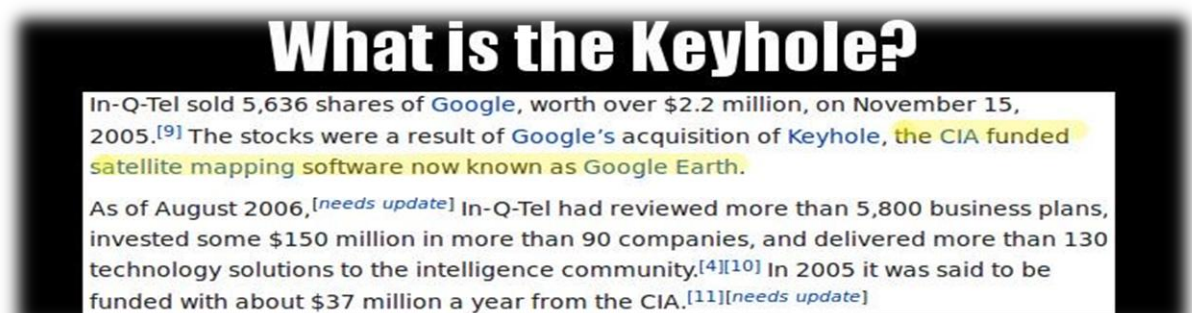 What is the Keyhole?
In-Q-Tel sold 5,636 shares of Google, worth over $2.2 million, on November 15,
2005.[9] The stocks were a result of Google's acquisition of Keyhole, the CIA funded
satellite mapping software now known as Google Earth.
As of August 2006,[needs update] In-Q-Tel had reviewed more than 5,800 business plans,
invested some $150 million in more than 90 companies, and delivered more than 130
technology solutions to the intelligence community.[4][10] In 2005 it was said to be
funded with about $37 million a year from the CIA.[11][needs update]